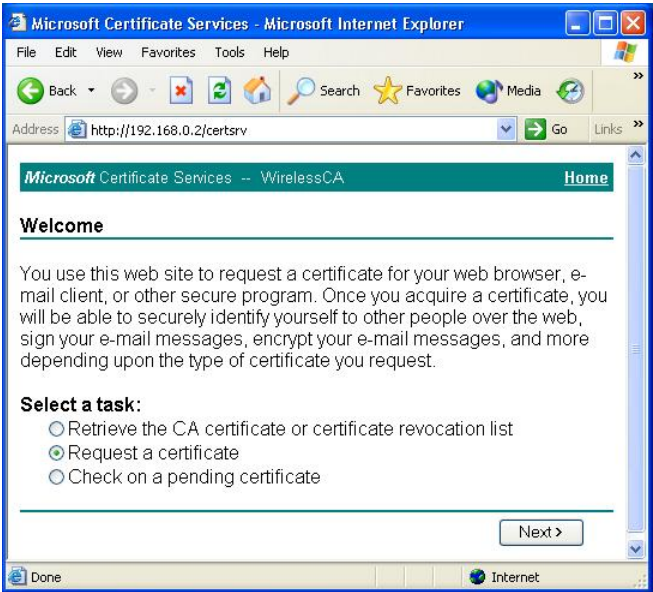 Microsoft Certificate Services - Microsoft Internet Explorer
File Edit View Favorites Tools Help
Back Search Favorites Media »
Address http://192.168.0.2/certsrv Go Links »
Microsoft Certificate Services -- WirelessCA Home
Welcome
You use this web site to request a certificate for your web browser, e-
mail client, or other secure program. Once you acquire a certificate, you
will be able to securely identify yourself to other people over the web,
sign your e-mail messages, encrypt your e-mail messages, and more
depending upon the type of certificate you request.
Select a task:
Retrieve the CA certificate or certificate revocation list
Request a certificate
Check on a pending certificate
Next >
Done Internet